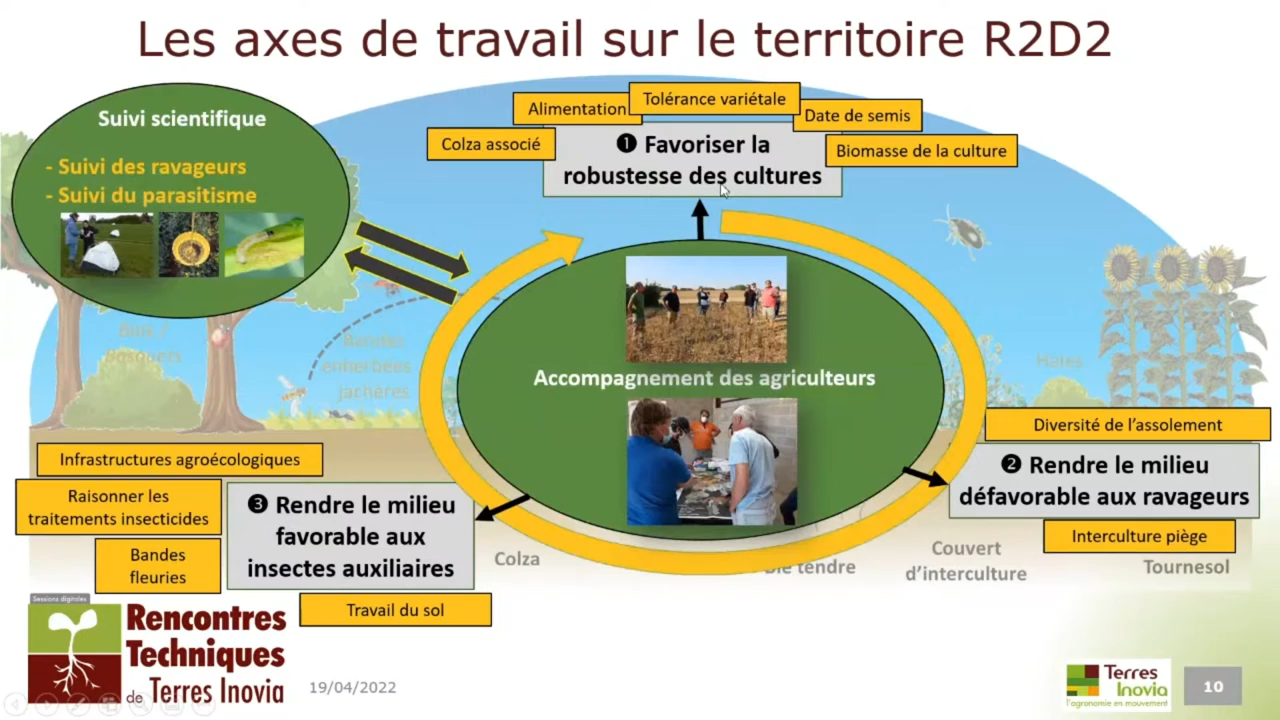 Les axes de travail sur le territoire R2D2
Suivi scientifique
- Suivi des ravageurs
- Suivi du parasitisme
Alimentation
Tolérance variétale
Date de semis
Colza associé
Biomasse de la culture
❶ Favoriser la
robustesse des cultures
Bois /
Bosquets
Bandes
enherbées
jachères
Haies
Accompagnement des agriculteurs
Diversité de l'assolement
❷ Rendre le milieu
défavorable aux ravageurs
Interculture piège
Infrastructures agroécologiques
Raisonner les
traitements insecticides
Bandes
fleuries
❸ Rendre le milieu
favorable aux
insectes auxiliaires
Travail du sol
Colza
tendre
Couvert
d'interculture
Tournesol
Sessions digitales
Rencontres
Techniques
de Terres Inovia
19/04/2022
Terres
Inovia
l'agronomie en mouvement
10